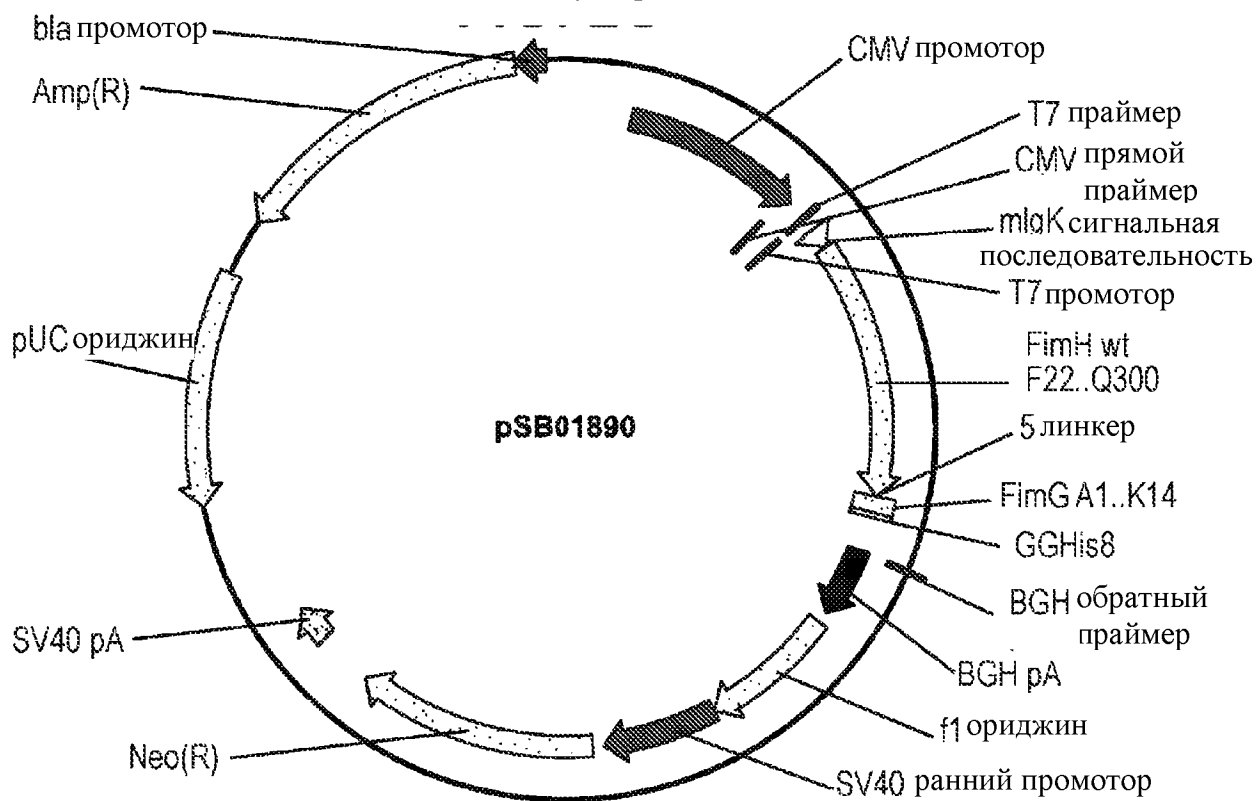 bla промотор
Amp(R)
pUC ориджин
SV40 pA
Neo(R)
pSB01890
CMV промотор
T7 праймер
CMV прямой
праймер
mIgK сигнальная
последовательность
T7 промотор
FimH wt
F22..Q300
5 линкер
FimG A1..K14
GGHis8
BGH обратный
праймер
BGH pA
f1 ориджин
SV40 ранний промотор